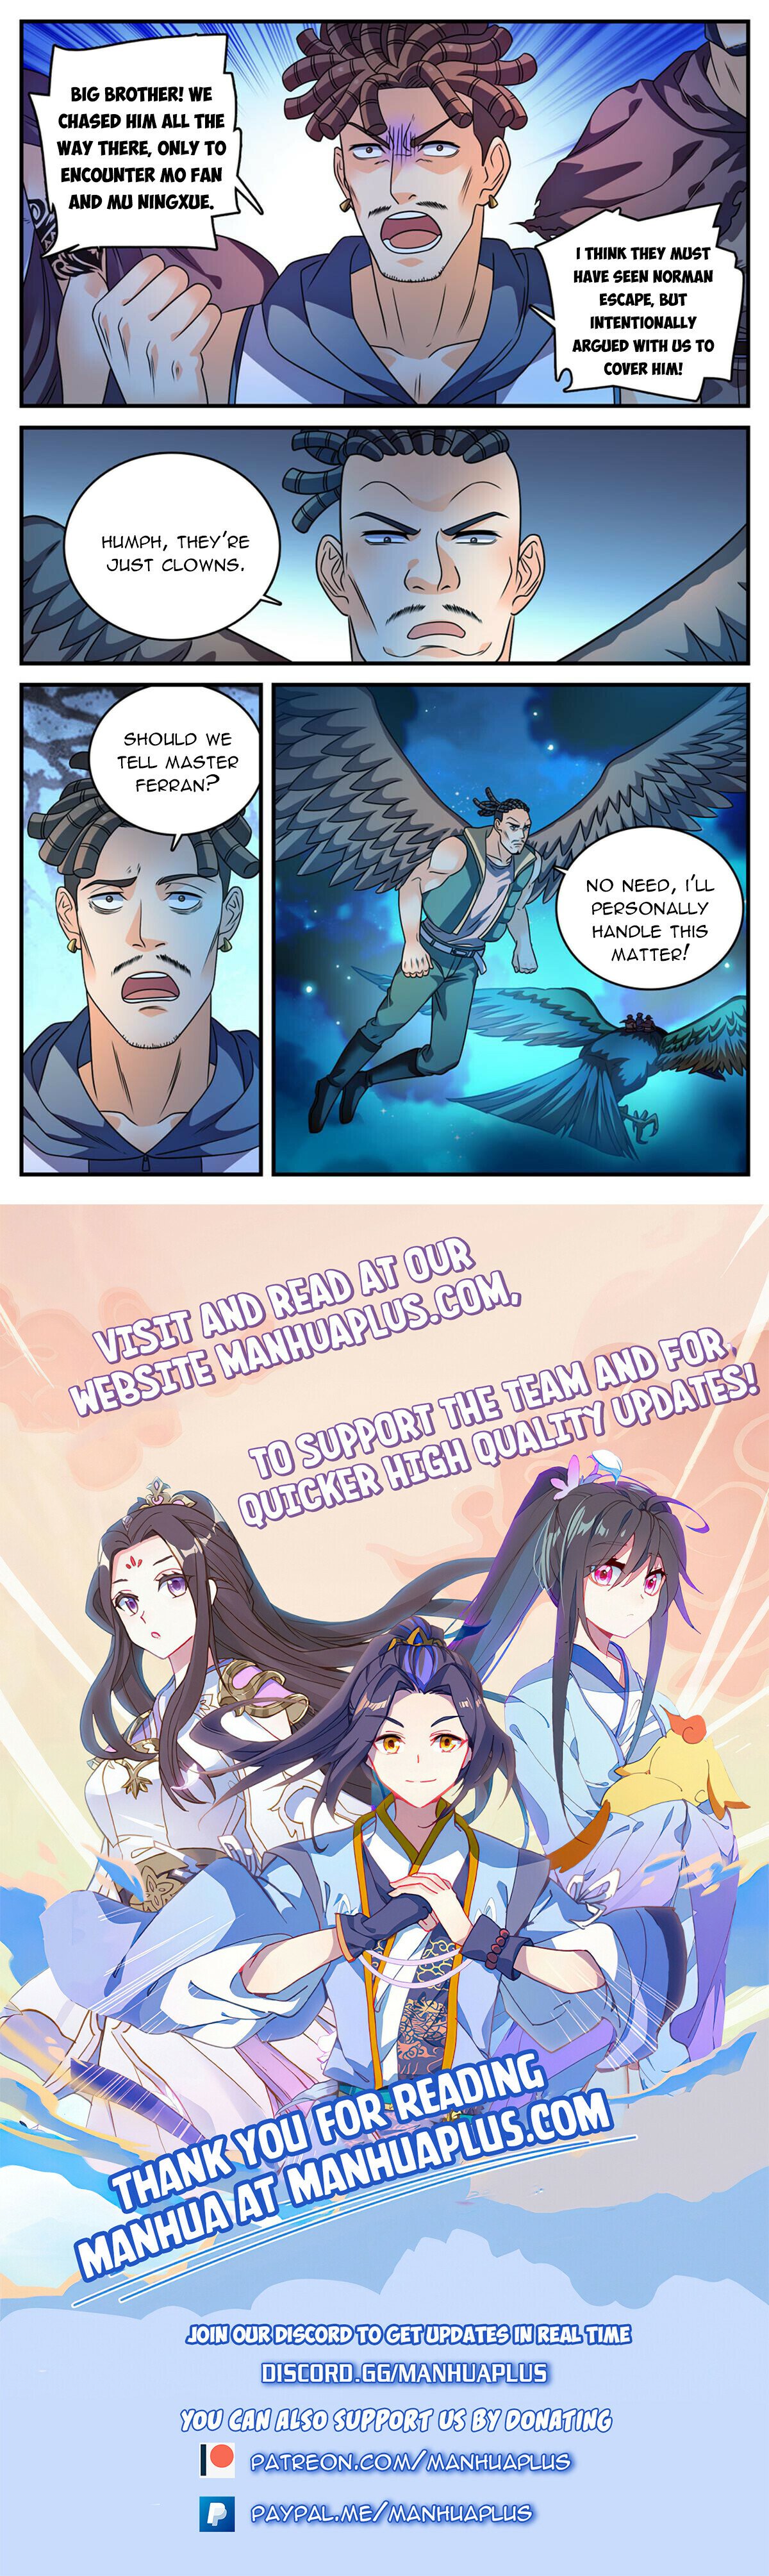 BIG BROTHER! WE
CHASED HIM ALL THE
WAY THERE, ONLY TO
ENCOUNTER MO FAN
AND MU NINGXUE.
I THINK THEY MUST
HAVE SEEN NORMAN
ESCAPE, BUT
INTENTIONALLY
ARGUED WITH US TO
COVER HIM!
HUMPH, THEY'RE
JUST CLOWNS.
SHOULD WE
TELL MASTER
FERRAN?
NO NEED, I'LL
PERSONALLY
HANDLE THIS
MATTER!
VISIT AND READ AT OUR
WEBSITE MANHUAPLUS.COM,
TO SUPPORT THE TEAM AND FOR
QUICKER HIGH QUALITY UPDATES!
THANK YOU FOR READING
MANHUA AT MANHUAPLUS.COM
JOIN OUR DISCORD TO GET UPDATES IN REAL TIME
DISCORD.GG/MANHUAPLUS
YOU CAN ALSO SUPPORT US BY DONATING
PATREON.COM/MANHUAPLUS
PAYPAL.ME/MANHUAPLUS